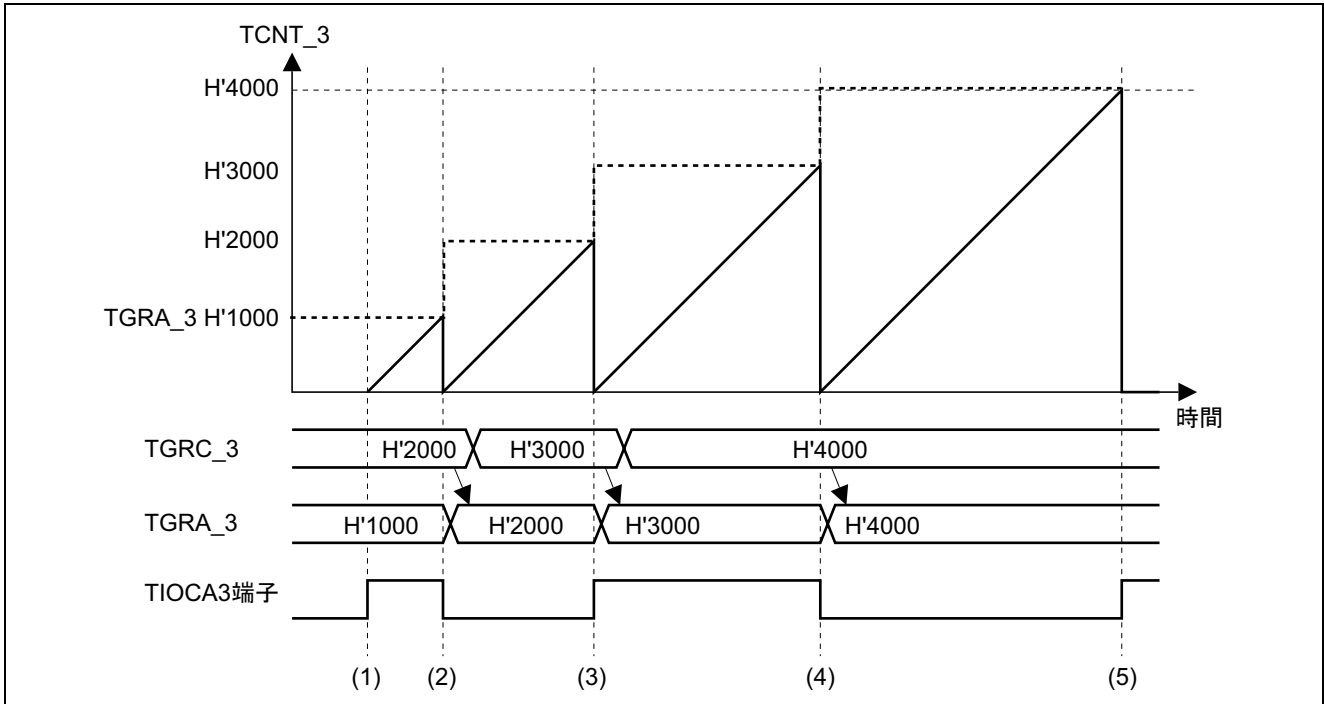 TCNT_3
H'4000
H'3000
H'2000
TGRA_3 H'1000
時間
TGRC_3 H'2000 H'3000 H'4000
TGRA_3 H'1000 H'2000 H'3000 H'4000
TIOCA3端子
(1) (2) (3) (4) (5)